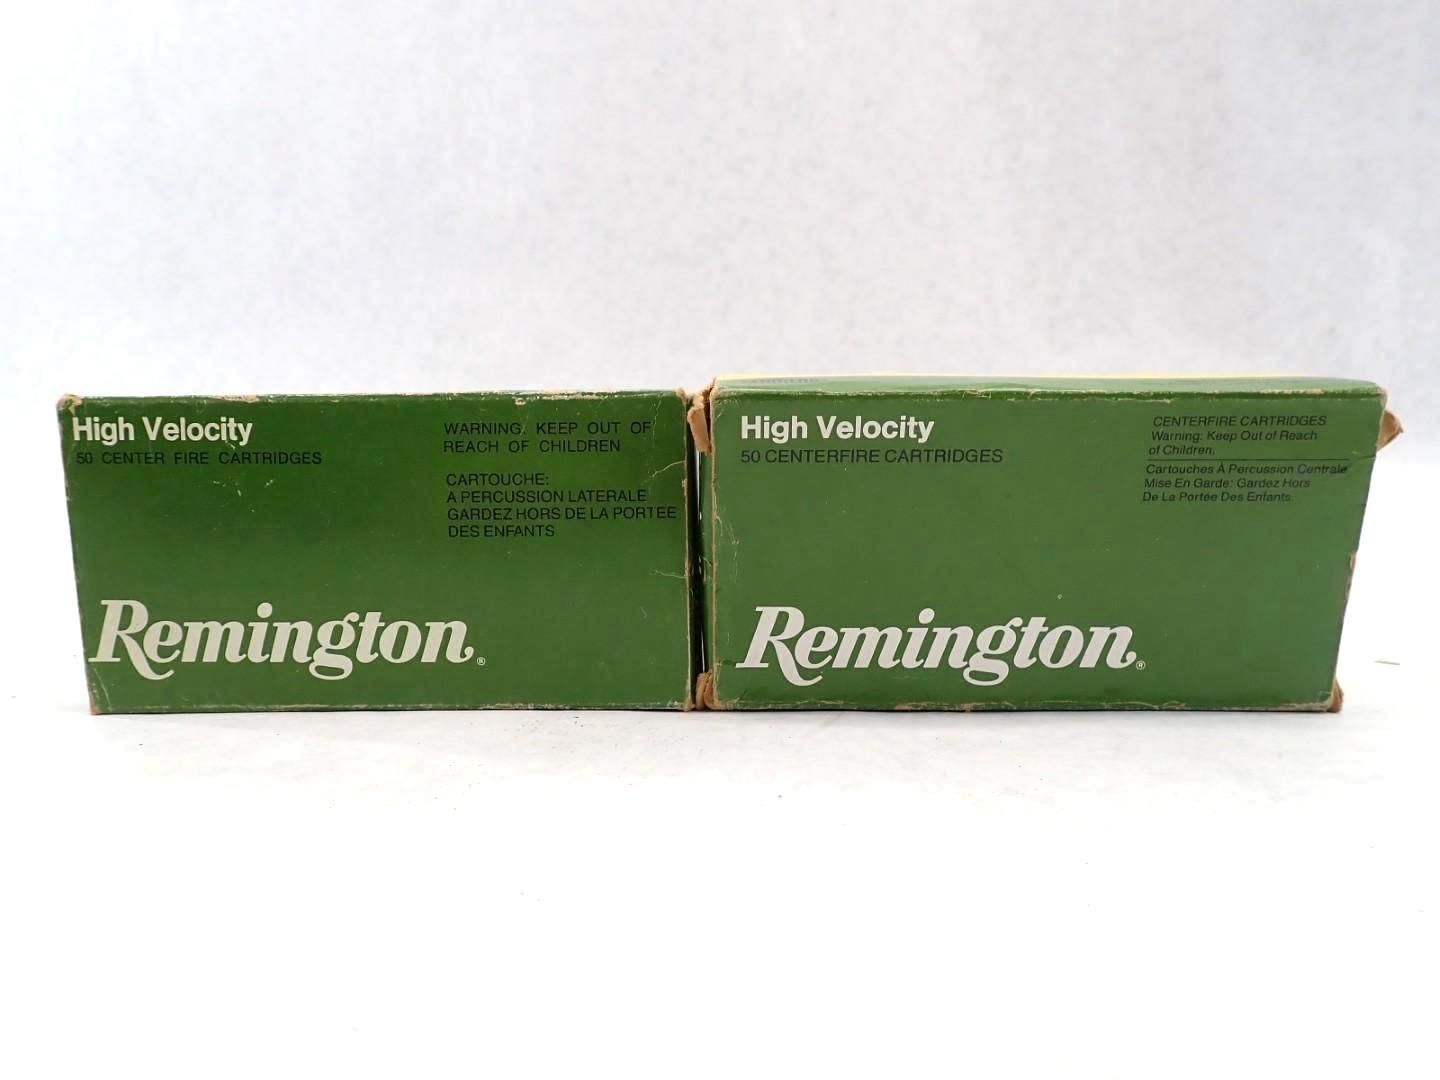 High Velocity
50 CENTER FIRE CARTRIDGES
WARNING: KEEP OUT OF
REACH OF CHILDREN
CARTOUCHE:
A PERCUSSION LATERALE
GARDEZ HORS DE LA PORTEE
DES ENFANTS
Remington®
High Velocity
50 CENTERFIRE CARTRIDGES
CENTERFIRE CARTRIDGES
Warning: Keep Out of Reach
of Children.
Cartouches À Percussion Centrale
Mise En Garde: Gardez Hors
De La Portée Des Enfants.
Remington®